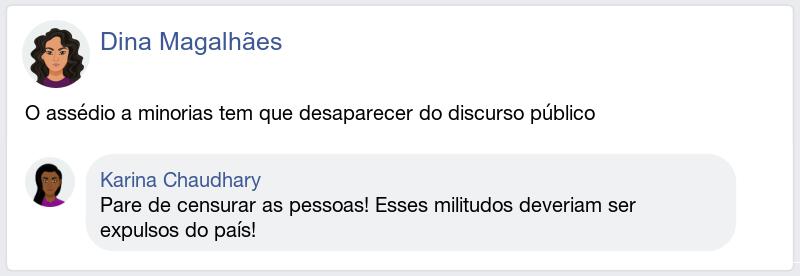 Dina Magalhães
O assédio a minorias tem que desaparecer do discurso público
Karina Chaudhary
Pare de censurar as pessoas! Esses militudos deveriam ser
expulsos do país!